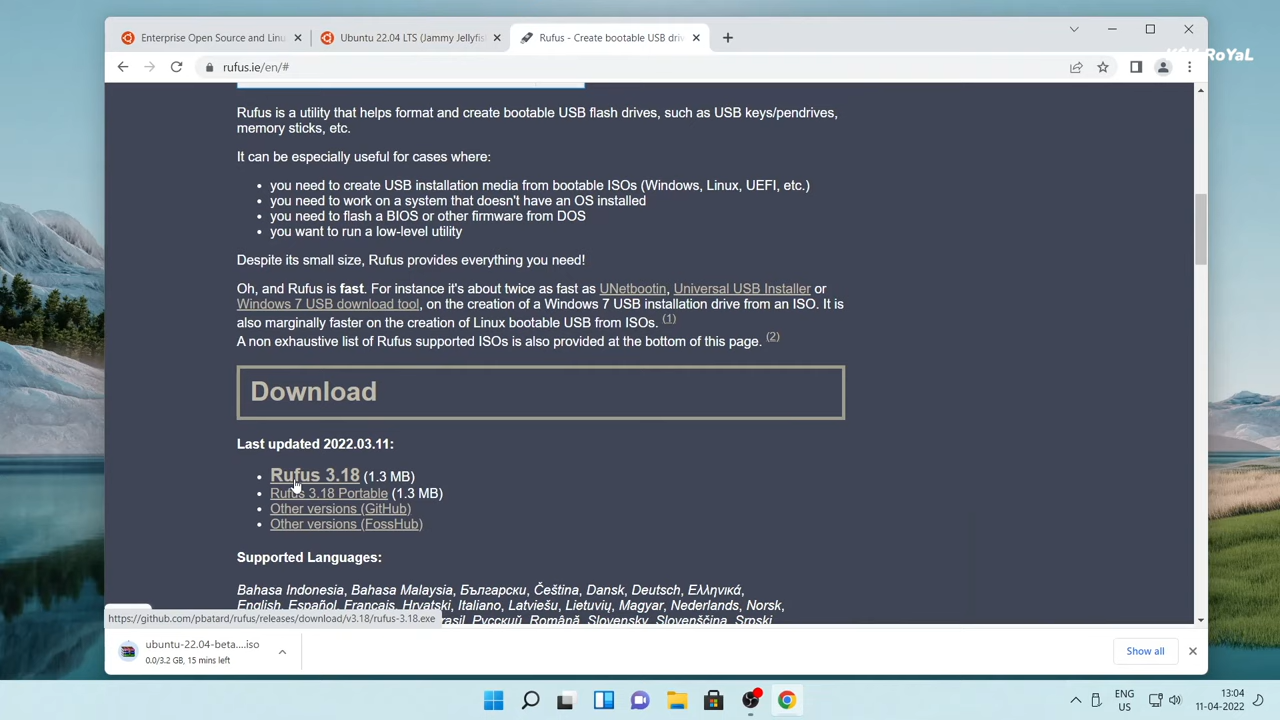 Enterprise Open Source and Linu
Ubuntu 22.04 LTS (Jammy Jellyfis
Rufus - Create bootable USB driv
rufus.ie/en/#
RoYaL
Rufus is a utility that helps format and create bootable USB flash drives, such as USB keys/pendrives,
memory sticks, etc.
It can be especially useful for cases where:
• you need to create USB installation media from bootable ISOs (Windows, Linux, UEFI, etc.)
• you need to work on a system that doesn't have an OS installed
• you need to flash a BIOS or other firmware from DOS
• you want to run a low-level utility
Despite its small size, Rufus provides everything you need!
Oh, and Rufus is fast. For instance it's about twice as fast as UNetbootin, Universal USB Installer or
Windows 7 USB download tool, on the creation of a Windows 7 USB installation drive from an ISO. It is
also marginally faster on the creation of Linux bootable USB from ISOs. (1)
A non exhaustive list of Rufus supported ISOs is also provided at the bottom of this page. (2)
Download
Last updated 2022.03.11:
• Rufus 3.18 (1.3 MB)
• Rufus 3.18 Portable (1.3 MB)
• Other versions (GitHub)
• Other versions (FossHub)
Supported Languages:
Bahasa Indonesia, Bahasa Malaysia, Български, Čeština, Dansk, Deutsch, Ελληνικά,
English, Español, Français, Hrvatski, Italiano, Latviešu, Lietuvių, Magyar, Nederlands, Norsk,
Русский, Română, Slovensky, Slovenščina, Srpski
https://github.com/pbatard/rufus/releases/download/v3.18/rufus-3.18.exe
ubuntu-22.04-beta....iso
0.0/3.2 GB, 15 mins left
Show all
ENG
US
13:04
11-04-2022